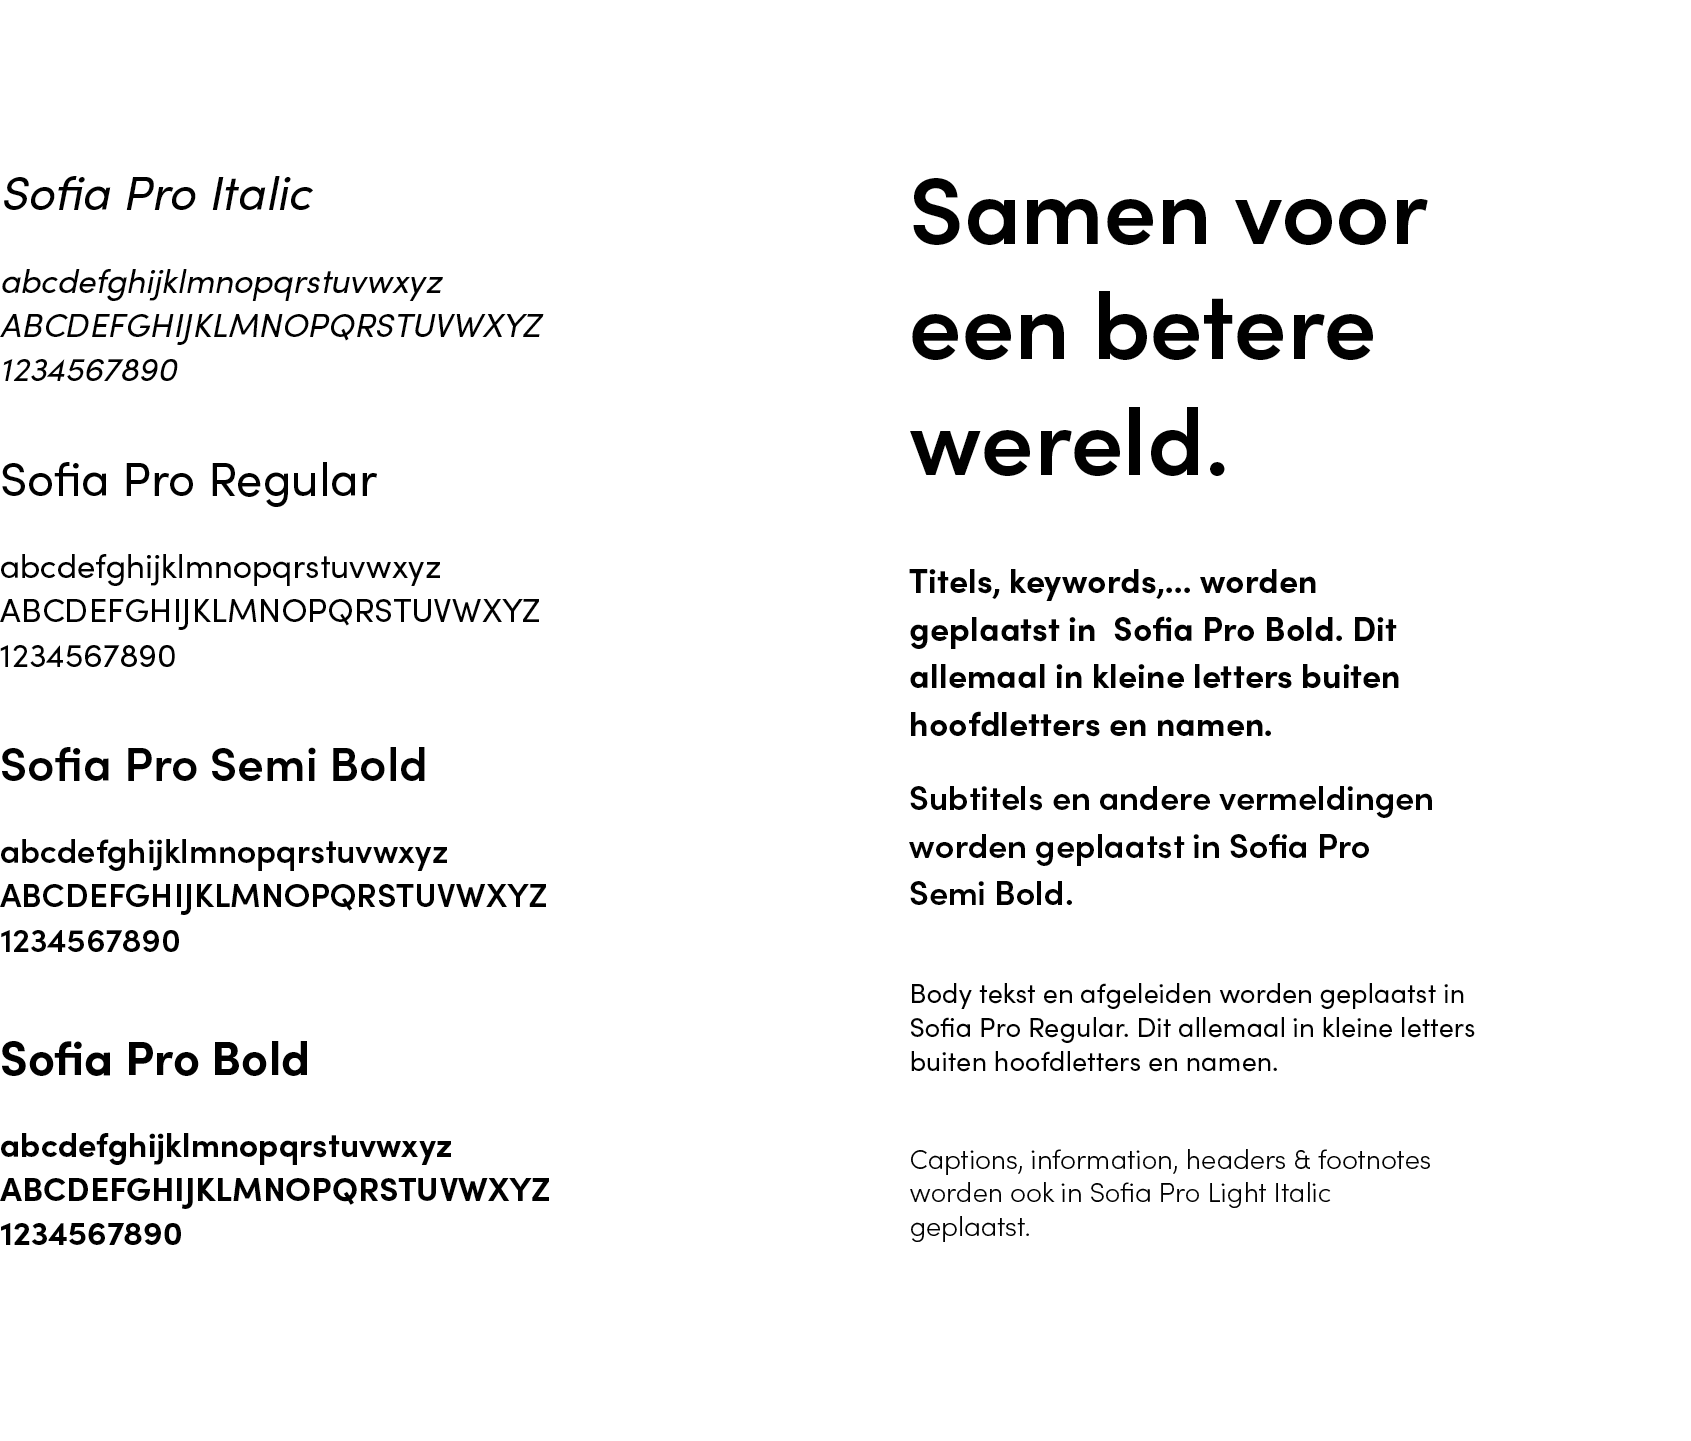 Sofia Pro Italic
abcdefghijklmnopqrstuvwxyz
ABCDEFGHIJKLMNOPQRSTUVWXYZ
1234567890
Sofia Pro Regular
abcdefghijklmnopqrstuvwxyz
ABCDEFGHIJKLMNOPQRSTUVWXYZ
1234567890
Sofia Pro Semi Bold
abcdefghijklmnopqrstuvwxyz
ABCDEFGHIJKLMNOPQRSTUVWXYZ
1234567890
Sofia Pro Bold
abcdefghijklmnopqrstuvwxyz
ABCDEFGHIJKLMNOPQRSTUVWXYZ
1234567890
Samen voor
een betere
wereld.
Titels, keywords,... worden
geplaatst in  Sofia Pro Bold. Dit
allemaal in kleine letters buiten
hoofdletters en namen.
Subtitels en andere vermeldingen
worden geplaatst in Sofia Pro
Semi Bold.
Body tekst en afgeleiden worden geplaatst in
Sofia Pro Regular. Dit allemaal in kleine letters
buiten hoofdletters en namen.
Captions, information, headers & footnotes
worden ook in Sofia Pro Light Italic
geplaatst.